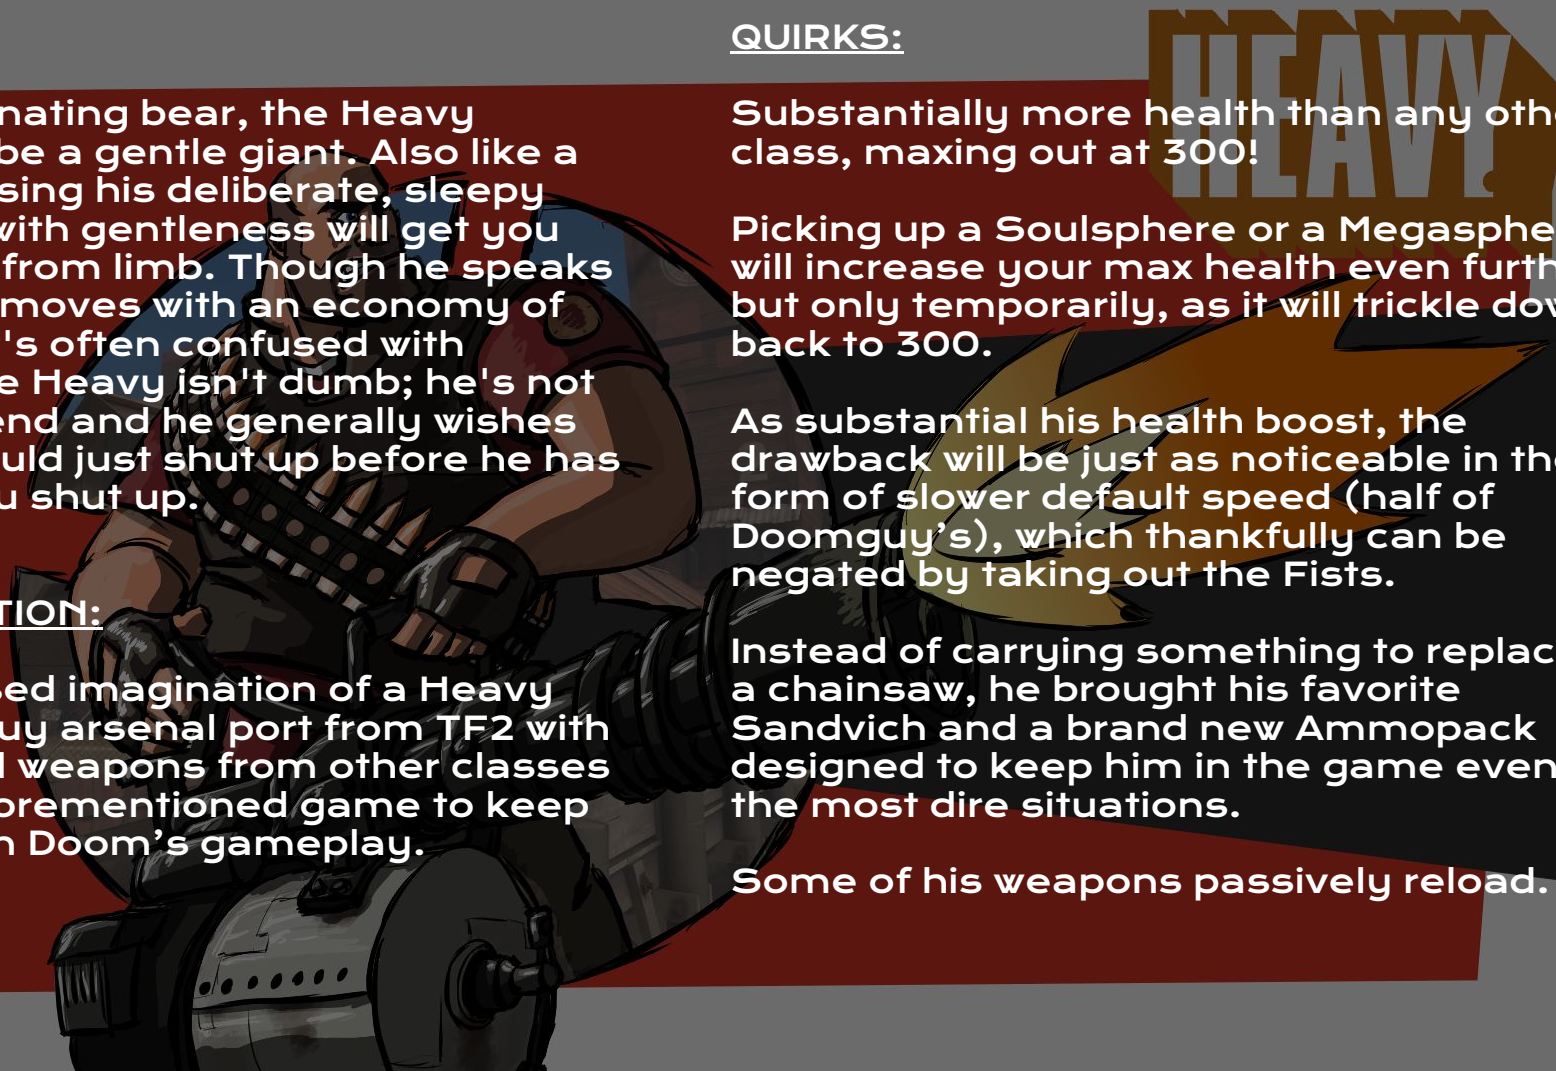 HEAVY
nating bear, the Heavy
be a gentle giant. Also like a
sing his deliberate, sleepy
with gentleness will get you
from limb. Though he speaks
moves with an economy of
's often confused with
e Heavy isn't dumb; he's not
end and he generally wishes
uld just shut up before he has
u shut up.
TION:
sed imagination of a Heavy
uy arsenal port from TF2 with
l weapons from other classes
orementioned game to keep
n Doom’s gameplay.
QUIRKS:
Substantially more health than any othe
class, maxing out at 300!
Picking up a Soulsphere or a Megasphe
will increase your max health even furth
but only temporarily, as it will trickle dow
back to 300.
As substantial his health boost, the
drawback will be just as noticeable in the
form of slower default speed (half of
Doomguy’s), which thankfully can be
negated by taking out the Fists.
Instead of carrying something to replac
a chainsaw, he brought his favorite
Sandvich and a brand new Ammopack
designed to keep him in the game even
the most dire situations.
Some of his weapons passively reload.